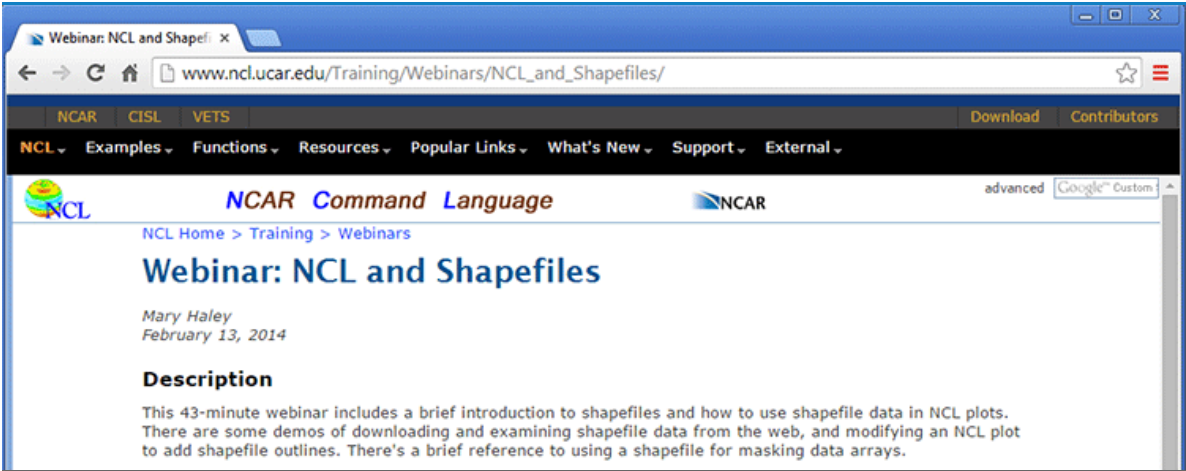 Webinar: NCL and Shapefi
www.ncl.ucar.edu/Training/Webinars/NCL_and_Shapefiles/
NCAR CISL VETS Download Contributors
NCL Examples Functions Resources Popular Links What's New Support External
NCL NCAR Command Language NCAR advanced Google™ Custom
NCL Home > Training > Webinars
Webinar: NCL and Shapefiles
Mary Haley
February 13, 2014
Description
This 43-minute webinar includes a brief introduction to shapefiles and how to use shapefile data in NCL plots.
There are some demos of downloading and examining shapefile data from the web, and modifying an NCL plot
to add shapefile outlines. There's a brief reference to using a shapefile for masking data arrays.